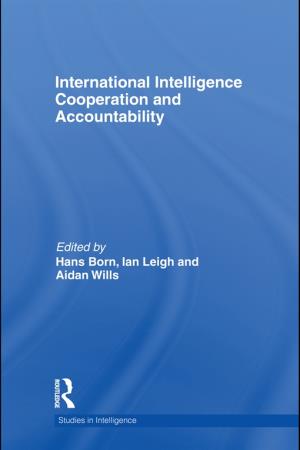 International Intelligence
Cooperation and
Accountability
Edited by
Hans Born, Ian Leigh and
Aidan Wills
ROUTLEDGE
Studies in Intelligence